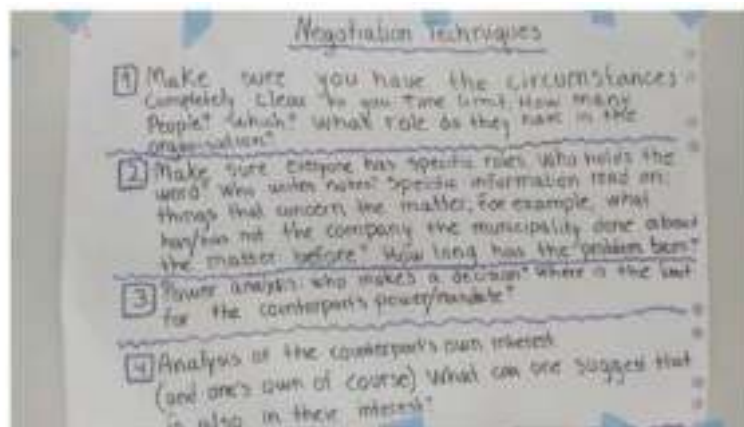 Negotiation Techniques
1 Make sure you have the circumstances
completely clear to you Time limit, How many
People? Which? What role do they have in the
organisation?
2 Make sure everyone has specific roles who holds the
word? Who writes notes? Specific information read on:
things that concern the matter, for example, what
has/has not the company the municipality done about
the matter before? How long has the problem been?
3 Power analysis: who makes a decision? Where is the limit
for the counterpart's power/mandate?
4 Analysis of the counterpart's own interest
(and one's own of course) What can one suggest that
is also in their interest?